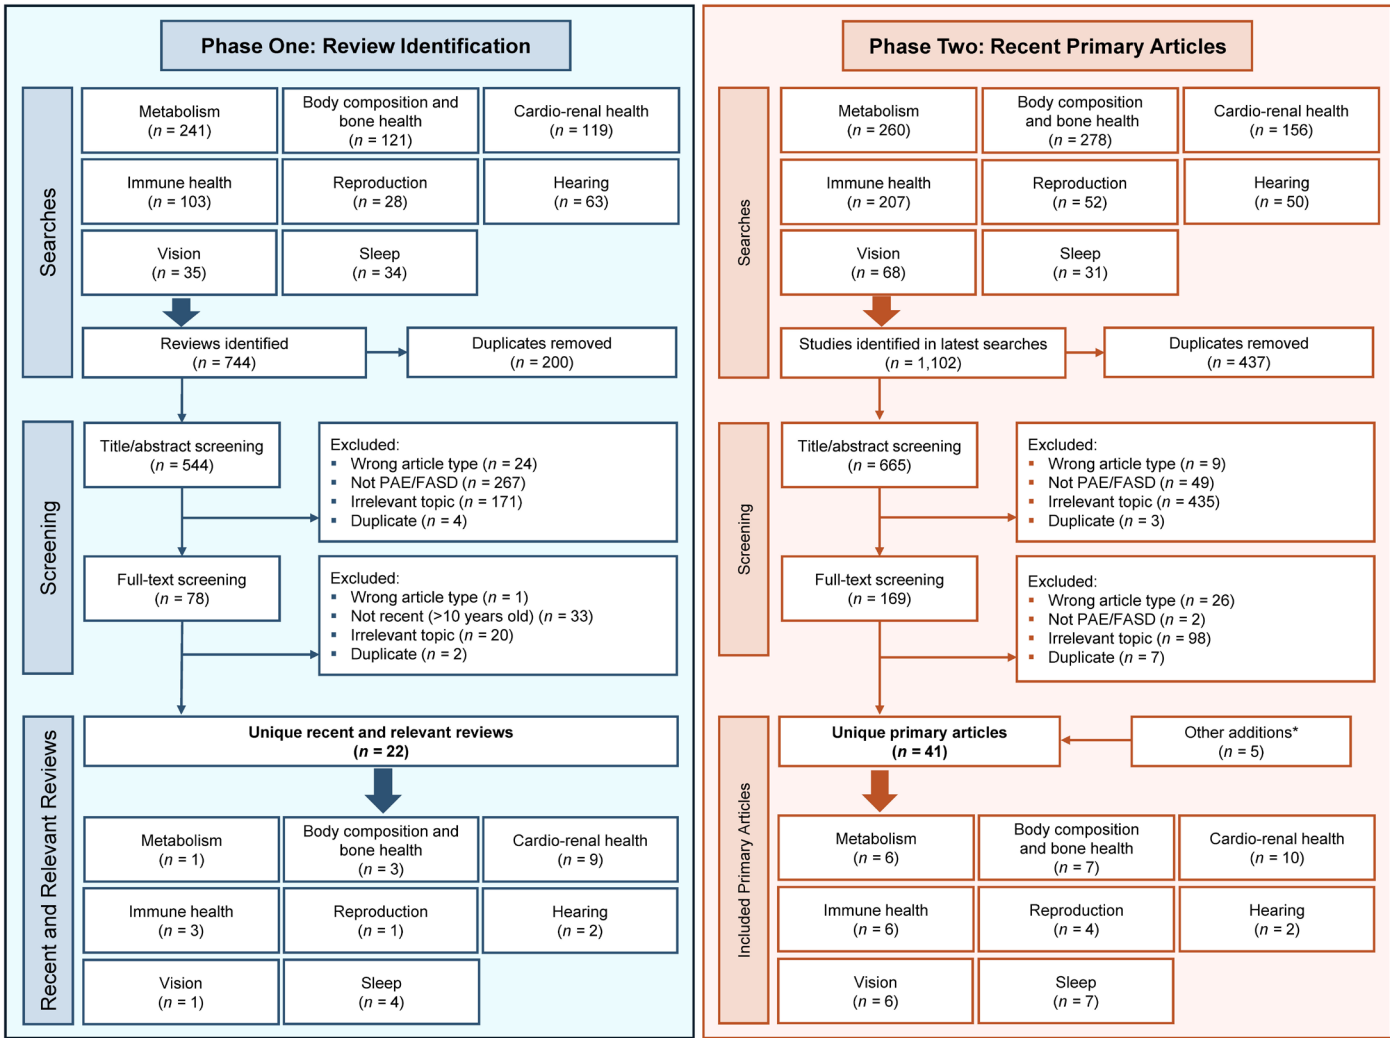 Phase One: Review Identification
Searches
Metabolism
(n = 241)
Body composition and
bone health
(n = 121)
Cardio-renal health
(n = 119)
Immune health
(n = 103)
Reproduction
(n = 28)
Hearing
(n = 63)
Vision
(n = 35)
Sleep
(n = 34)
Reviews identified
(n = 744)
Duplicates removed
(n = 200)
Screening
Title/abstract screening
(n = 544)
Excluded:
▪ Wrong article type (n = 24)
▪ Not PAE/FASD (n = 267)
▪ Irrelevant topic (n = 171)
▪ Duplicate (n = 4)
Full-text screening
(n = 78)
Excluded:
▪ Wrong article type (n = 1)
▪ Not recent (>10 years old) (n = 33)
▪ Irrelevant topic (n = 20)
▪ Duplicate (n = 2)
Recent and Relevant Reviews
Unique recent and relevant reviews
(n = 22)
Metabolism
(n = 1)
Body composition and
bone health
(n = 3)
Cardio-renal health
(n = 9)
Immune health
(n = 3)
Reproduction
(n = 1)
Hearing
(n = 2)
Vision
(n = 1)
Sleep
(n = 4)
Phase Two: Recent Primary Articles
Searches
Metabolism
(n = 260)
Body composition
and bone health
(n = 278)
Cardio-renal health
(n = 156)
Immune health
(n = 207)
Reproduction
(n = 52)
Hearing
(n = 50)
Vision
(n = 68)
Sleep
(n = 31)
Studies identified in latest searches
(n = 1,102)
Duplicates removed
(n = 437)
Screening
Title/abstract screening
(n = 665)
Excluded:
▪ Wrong article type (n = 9)
▪ Not PAE/FASD (n = 49)
▪ Irrelevant topic (n = 435)
▪ Duplicate (n = 3)
Full-text screening
(n = 169)
Excluded:
▪ Wrong article type (n = 26)
▪ Not PAE/FASD (n = 2)
▪ Irrelevant topic (n = 98)
▪ Duplicate (n = 7)
Included Primary Articles
Unique primary articles
(n = 41)
Other additions*
(n = 5)
Metabolism
(n = 6)
Body composition
and bone health
(n = 7)
Cardio-renal health
(n = 10)
Immune health
(n = 6)
Reproduction
(n = 4)
Hearing
(n = 2)
Vision
(n = 6)
Sleep
(n = 7)